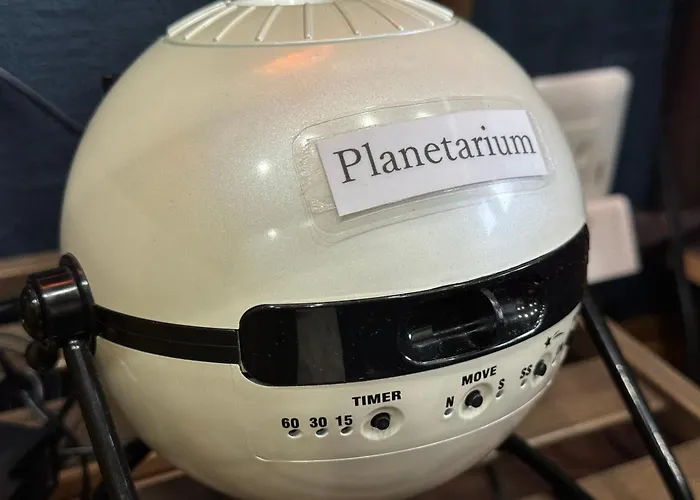 Planetarium
TIMER
60 30 15
MOVE
N S
SS